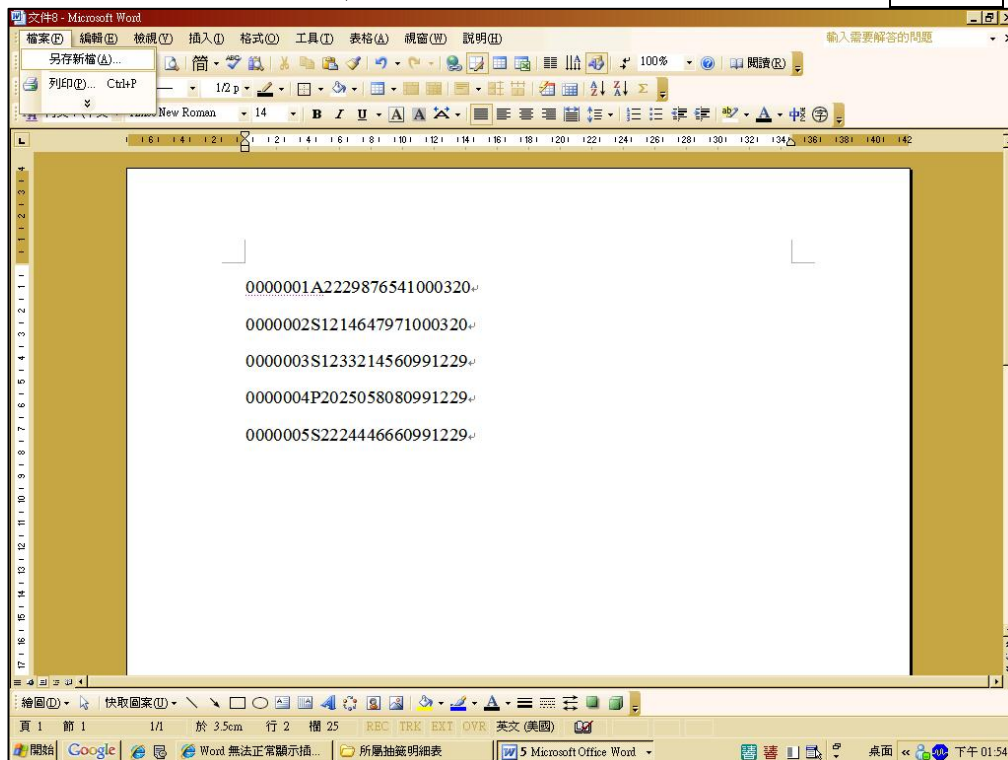 文件8 - Microsoft Word
檔案(F) 編輯(E) 檢視(V) 插入(I) 格式(O) 工具(T) 表格(A) 視窗(W) 說明(H) 輸入需要解答的問題
另存新檔(A)...
簡 100% 閱讀(R)
列印(P)... Ctrl+P
1/2 p
New Roman 14 B I U A A A 中 字
0000001A2229876541000320
0000002S1214647971000320
0000003S1233214560991229
0000004P2025058080991229
0000005S2224446660991229
繪圖(D) 快取圖案(U)
頁 1 節 1 1/1 於 3.5cm 行 2 欄 25 REC TRK EXT OVR 英文 (美國)
開始 Google Word 無法正常顯示插... 所屬抽籤明細表 5 Microsoft Office Word 桌面 « 下午 01:54